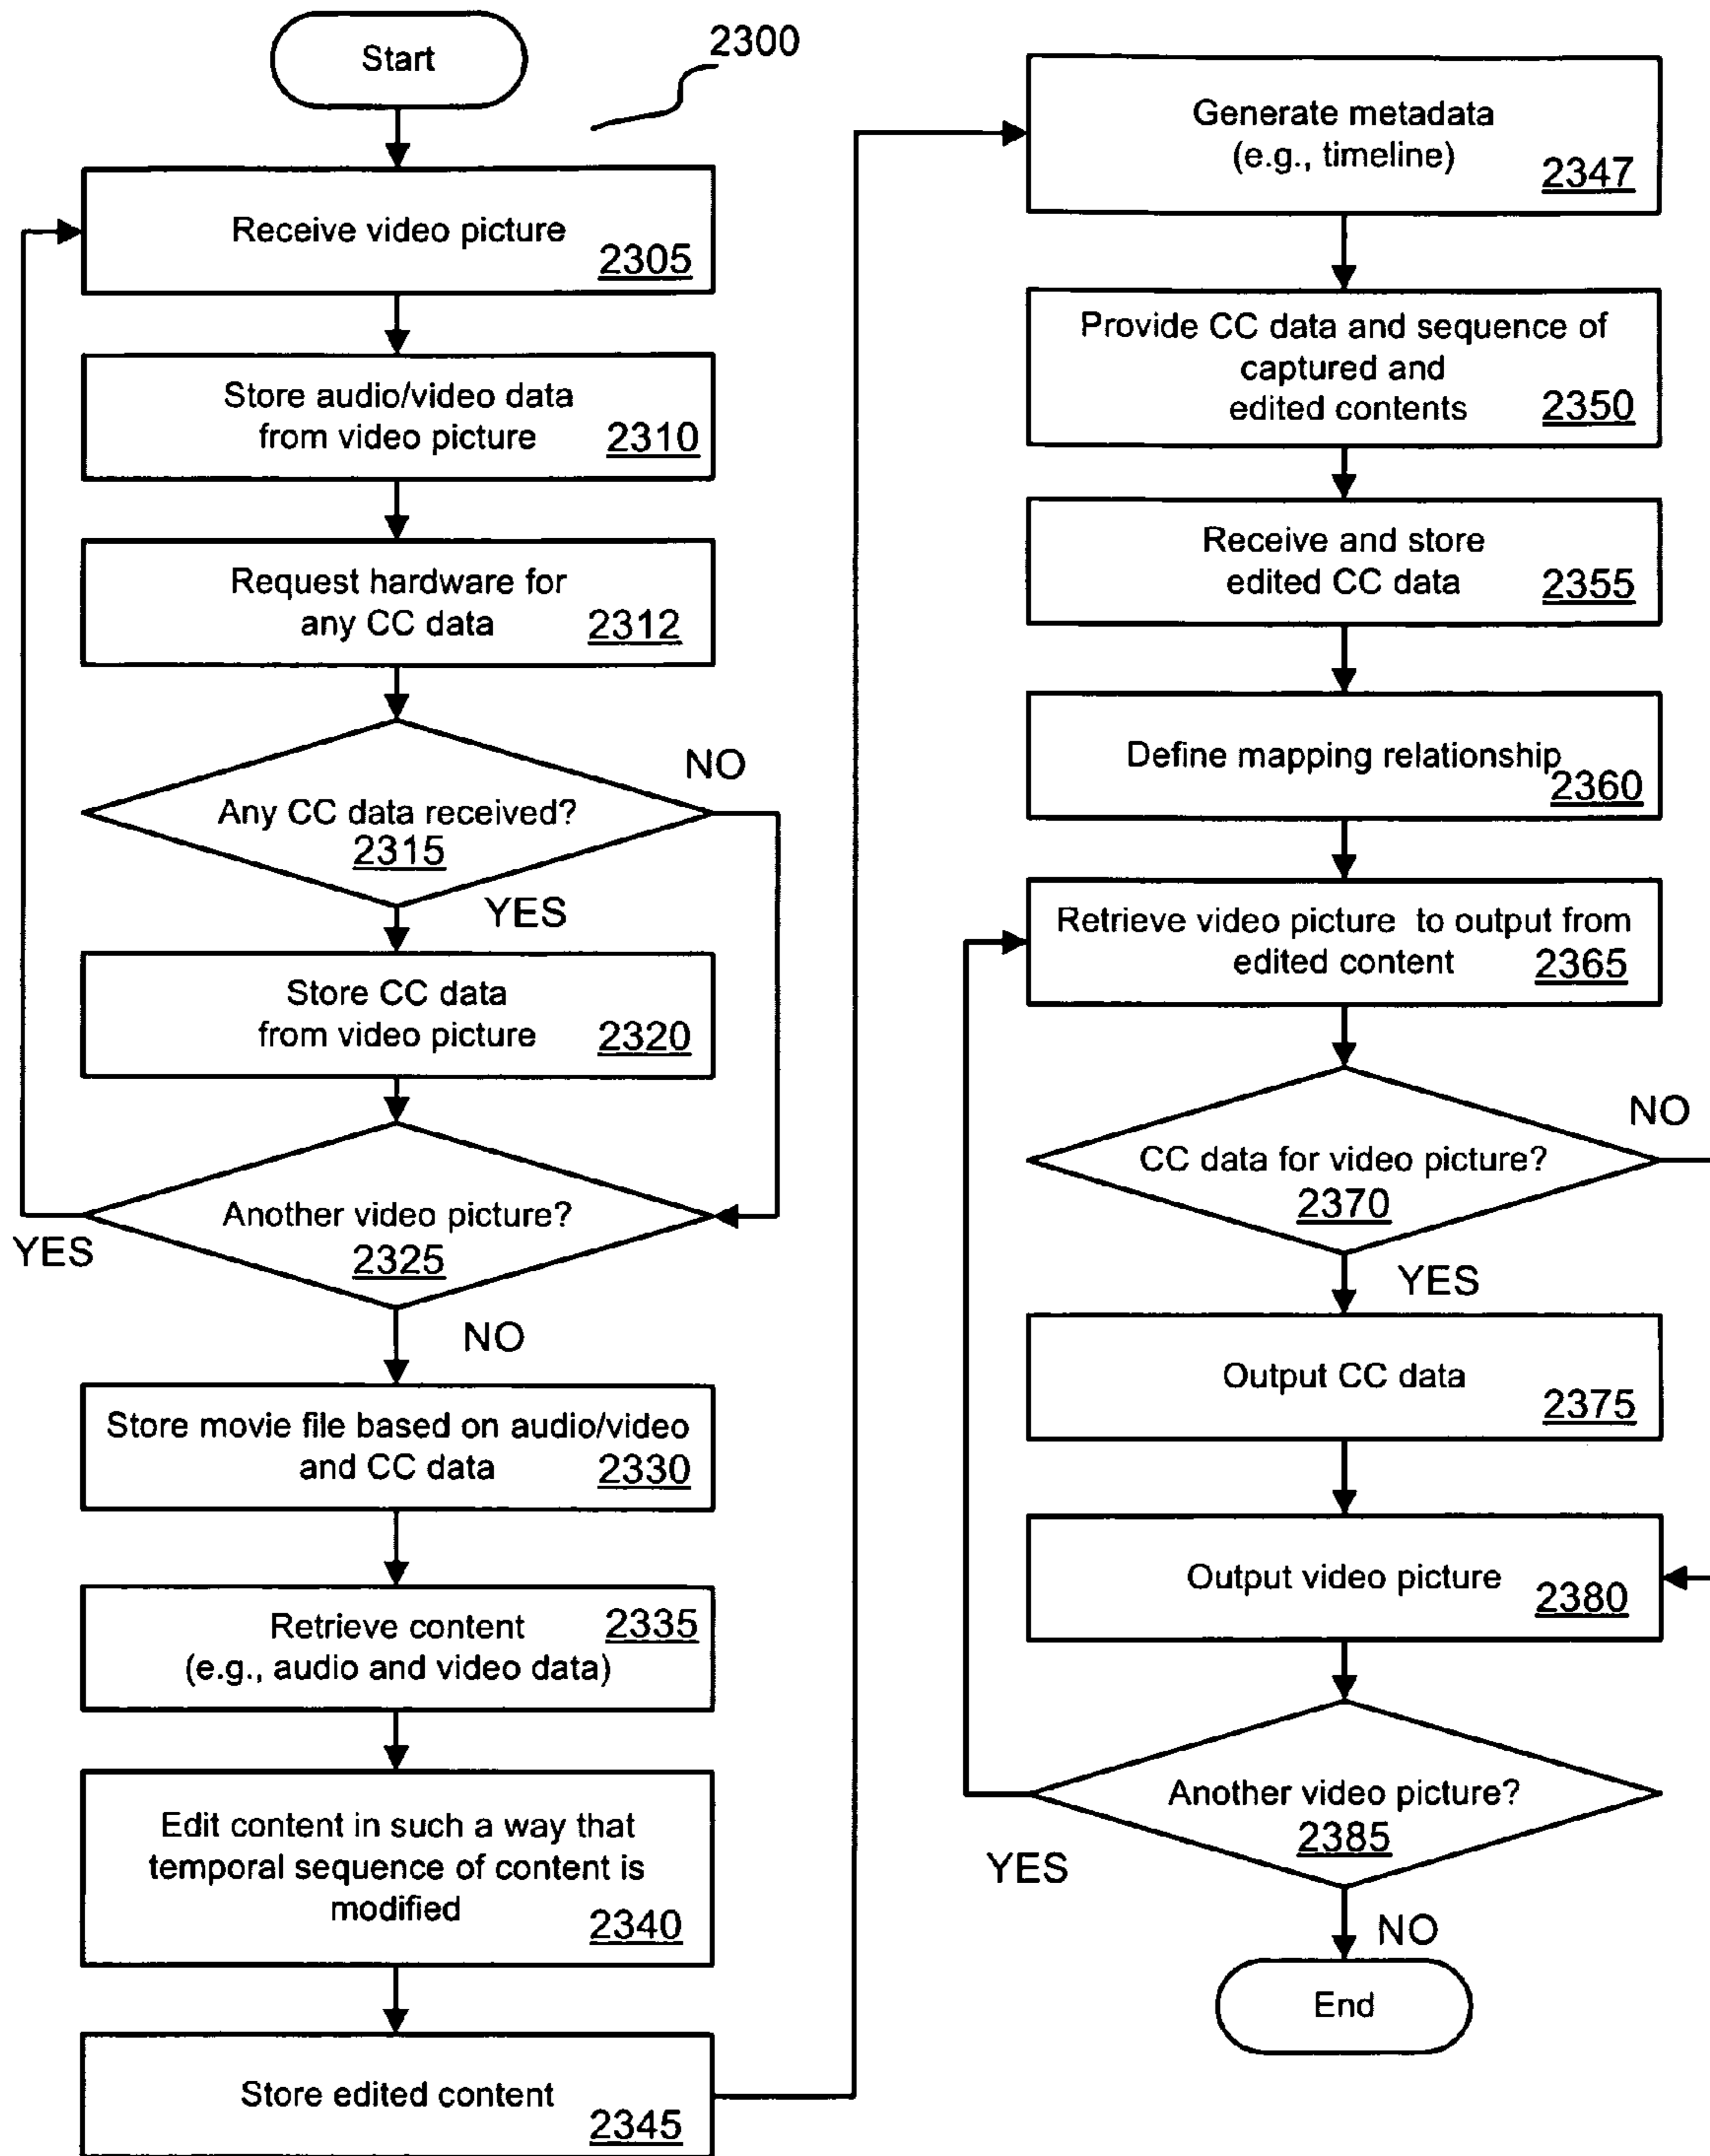 Start
2300
Receive video picture
2305
Store audio/video data
from video picture
2310
Request hardware for
any CC data
2312
NO
Any CC data received?
2315
YES
Store CC data
from video picture
2320
Another video picture?
2325
YES
NO
Store movie file based on audio/video
and CC data
2330
Retrieve content
(e.g., audio and video data)
2335
Edit content in such a way that
temporal sequence of content is
modified
2340
Store edited content
2345
Generate metadata
(e.g., timeline)
2347
Provide CC data and sequence of
captured and
edited contents
2350
Receive and store
edited CC data
2355
Define mapping relationship
2360
Retrieve video picture to output from
edited content
2365
NO
CC data for video picture?
2370
YES
Output CC data
2375
Output video picture
2380
Another video picture?
2385
YES
NO
End